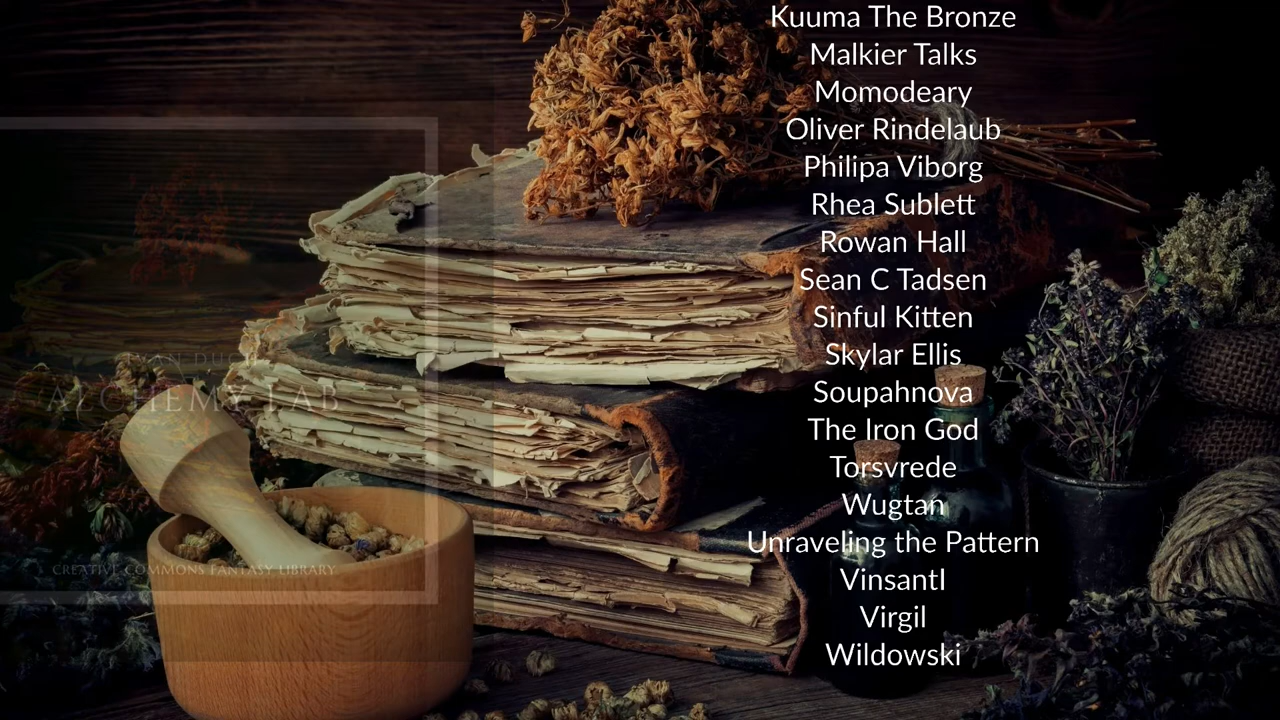 Kuuma The Bronze
Malkier Talks
Momodeary
Oliver Rindelaub
Philipa Viborg
Rhea Sublett
Rowan Hall
Sean C Tadsen
Sinful Kitten
Skylar Ellis
Soupahnova
The Iron God
Torsvrede
Wugtan
Unraveling the Pattern
Vinsantl
Virgil
Wildowski
ALCHEMY LAB
CREATIVE COMMONS FANTASY LIBRARY